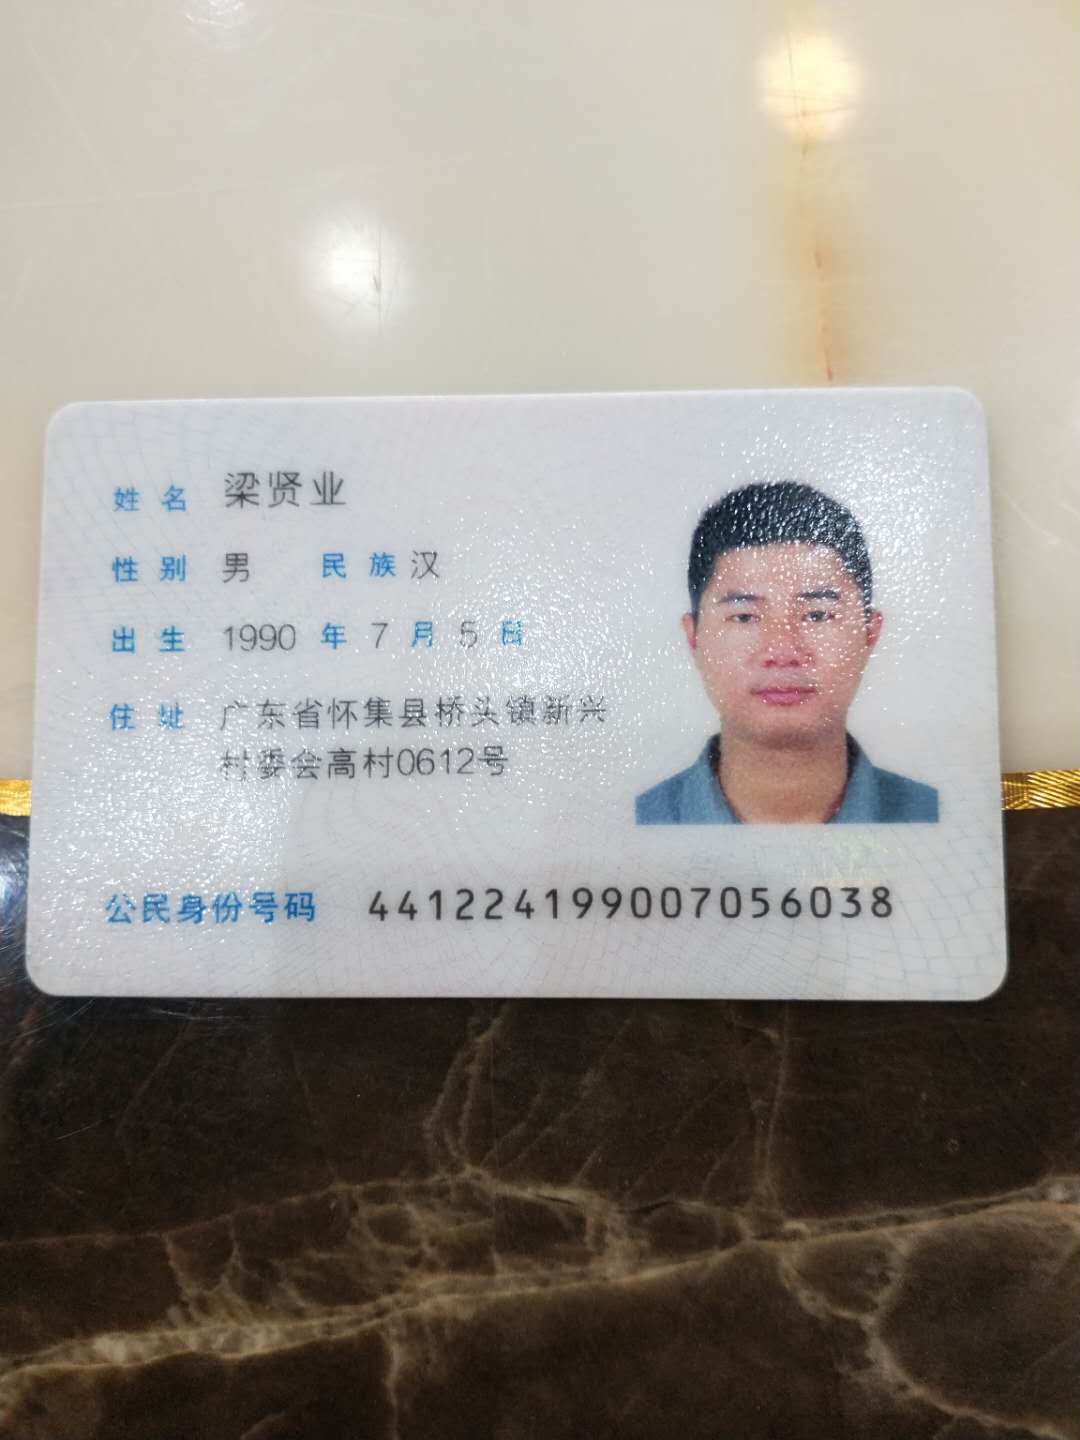 姓名 梁贤业
性别 男 民族 汉
出生 1990 年 7 月 5 日
住址 广东省怀集县桥头镇新兴
村委会高村0612号
公民身份号码 441224199007056038